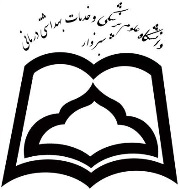 دانشگاه علوم پزشکی و خدمات بهداشتی درمانی
سبزوار